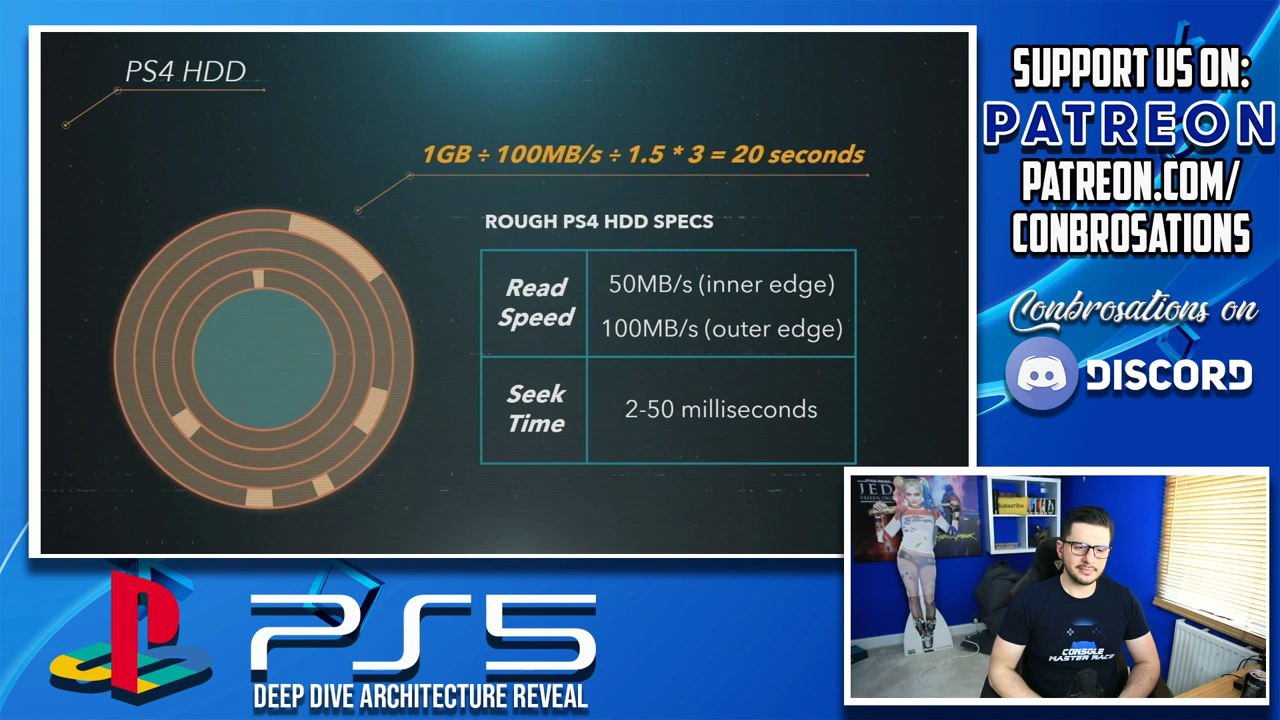 PS4 HDD
1GB ÷ 100MB/s ÷ 1.5 * 3 = 20 seconds
ROUGH PS4 HDD SPECS
Read
Speed
50MB/s (inner edge)
100MB/s (outer edge)
Seek
Time
2-50 milliseconds
SUPPORT US ON:
PATREON
PATREON.COM/
CONBROSATIONS
Conbrosations on
DISCORD
JEDI
Subscribe
CONSOLE
MASTER RACE
PS5
DEEP DIVE ARCHITECTURE REVEAL